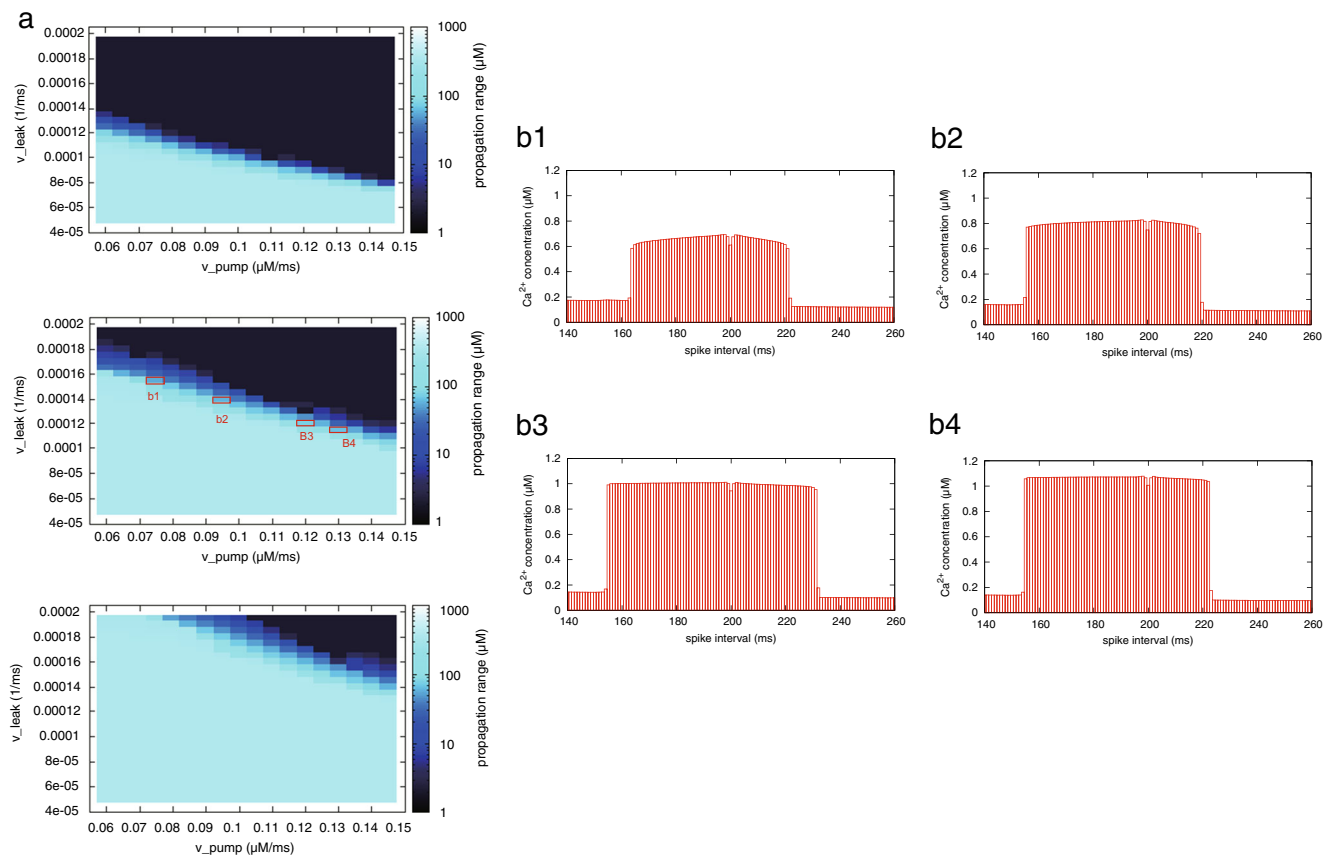 a
0.0002
0.00018
0.00016
0.00014
0.00012
0.0001
8e-05
6e-05
4e-05
v_leak (1/ms)
0.06 0.07 0.08 0.09 0.1 0.11 0.12 0.13 0.14 0.15
v_pump (µM/ms)
1000
100
10
1
propagation range (µM)
0.0002
0.00018
0.00016
0.00014
0.00012
0.0001
8e-05
6e-05
4e-05
v_leak (1/ms)
b1
b2
B3
B4
0.06 0.07 0.08 0.09 0.1 0.11 0.12 0.13 0.14 0.15
v_pump (µM/ms)
1000
100
10
1
propagation range (µM)
0.0002
0.00018
0.00016
0.00014
0.00012
0.0001
8e-05
6e-05
4e-05
v_leak (1/ms)
0.06 0.07 0.08 0.09 0.1 0.11 0.12 0.13 0.14 0.15
v_pump (µM/ms)
1000
100
10
1
propagation range (µM)
b1
1.2
1
0.8
0.6
0.4
0.2
0
Ca2+ concentration (µM)
140 160 180 200 220 240 260
spike interval (ms)
b2
1.2
1
0.8
0.6
0.4
0.2
0
Ca2+ concentration (µM)
140 160 180 200 220 240 260
spike interval (ms)
b3
1.2
1
0.8
0.6
0.4
0.2
0
Ca2+ concentration (µM)
140 160 180 200 220 240 260
spike interval (ms)
b4
1.2
1
0.8
0.6
0.4
0.2
0
Ca2+ concentration (µM)
140 160 180 200 220 240 260
spike interval (ms)